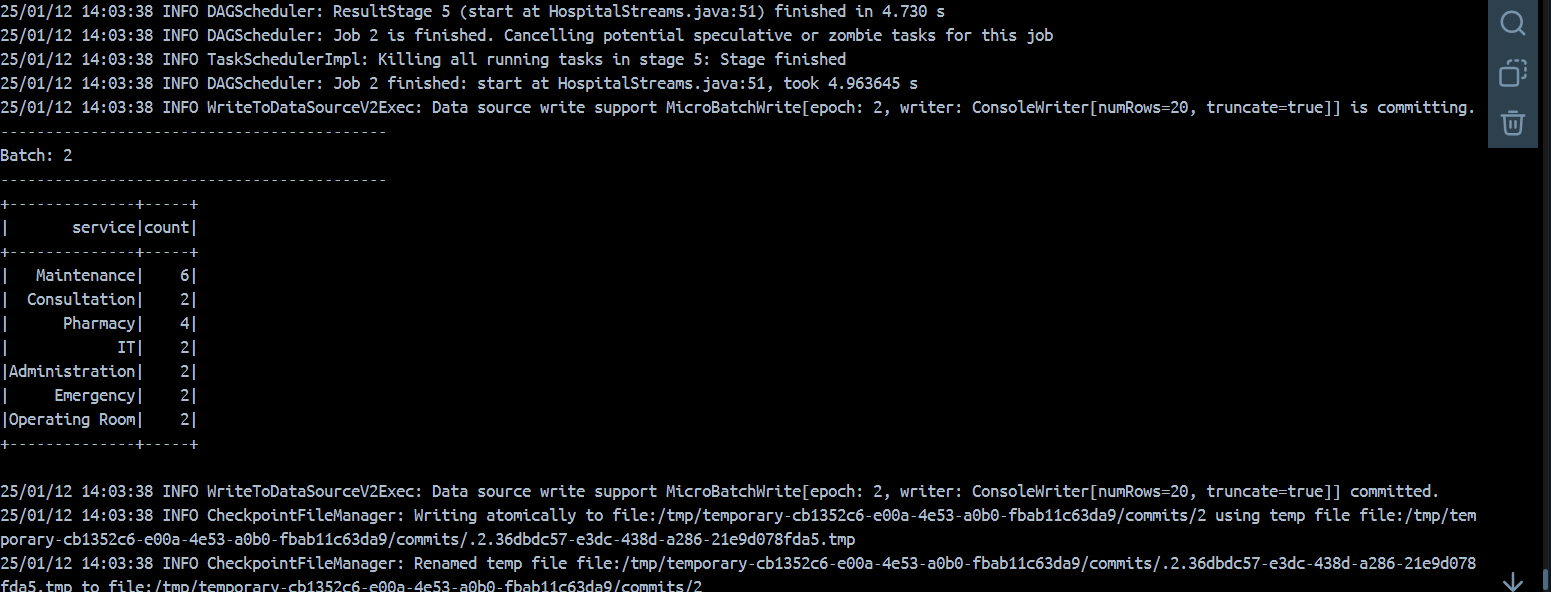 25/01/12 14:03:38 INFO DAGScheduler: ResultStage 5 (start at HospitalStreams.java:51) finished in 4.730 s
25/01/12 14:03:38 INFO DAGScheduler: Job 2 is finished. Cancelling potential speculative or zombie tasks for this job
25/01/12 14:03:38 INFO TaskSchedulerImpl: Killing all running tasks in stage 5: Stage finished
25/01/12 14:03:38 INFO DAGScheduler: Job 2 finished: start at HospitalStreams.java:51, took 4.963645 s
25/01/12 14:03:38 INFO WriteToDataSourceV2Exec: Data source write support MicroBatchWrite[epoch: 2, writer: ConsoleWriter[numRows=20, truncate=true]] is committing.
-------------------------------------------
Batch: 2
-------------------------------------------
+--------------+-----+
|       service|count|
+--------------+-----+
|   Maintenance|    6|
|  Consultation|    2|
|      Pharmacy|    4|
|            IT|    2|
|Administration|    2|
|     Emergency|    2|
|Operating Room|    2|
+--------------+-----+
25/01/12 14:03:38 INFO WriteToDataSourceV2Exec: Data source write support MicroBatchWrite[epoch: 2, writer: ConsoleWriter[numRows=20, truncate=true]] committed.
25/01/12 14:03:38 INFO CheckpointFileManager: Writing atomically to file:/tmp/temporary-cb1352c6-e00a-4e53-a0b0-fbab11c63da9/commits/2 using temp file file:/tmp/tem
porary-cb1352c6-e00a-4e53-a0b0-fbab11c63da9/commits/.2.36dbdc57-e3dc-438d-a286-21e9d078fda5.tmp
25/01/12 14:03:38 INFO CheckpointFileManager: Renamed temp file file:/tmp/temporary-cb1352c6-e00a-4e53-a0b0-fbab11c63da9/commits/.2.36dbdc57-e3dc-438d-a286-21e9d078
fda5.tmp to file:/tmp/temporary-cb1352c6-e00a-4e53-a0b0-fbab11c63da9/commits/2